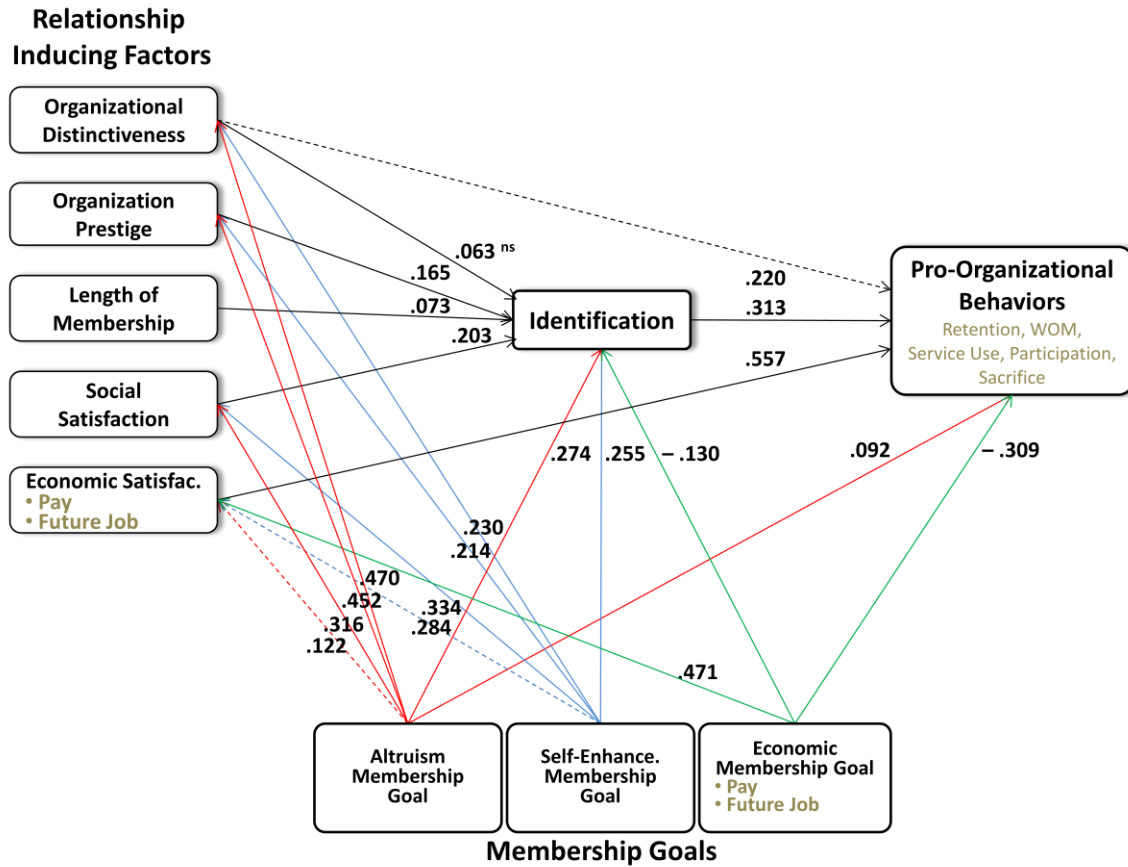 Relationship
Inducing Factors
Organizational
Distinctiveness
Organization
Prestige
Length of
Membership
Social
Satisfaction
Economic Satisfac.
• Pay
• Future Job
.063 ns
.165
.073
.203
Identification
.220
.313
.557
Pro-Organizational
Behaviors
Retention, WOM,
Service Use, Participation,
Sacrifice
.274
.255
– .130
.092
– .309
.230
.214
.470
.452
.316
.122
.334
.284
.471
Altruism
Membership
Goal
Self-Enhance.
Membership
Goal
Economic
Membership Goal
• Pay
• Future Job
Membership Goals